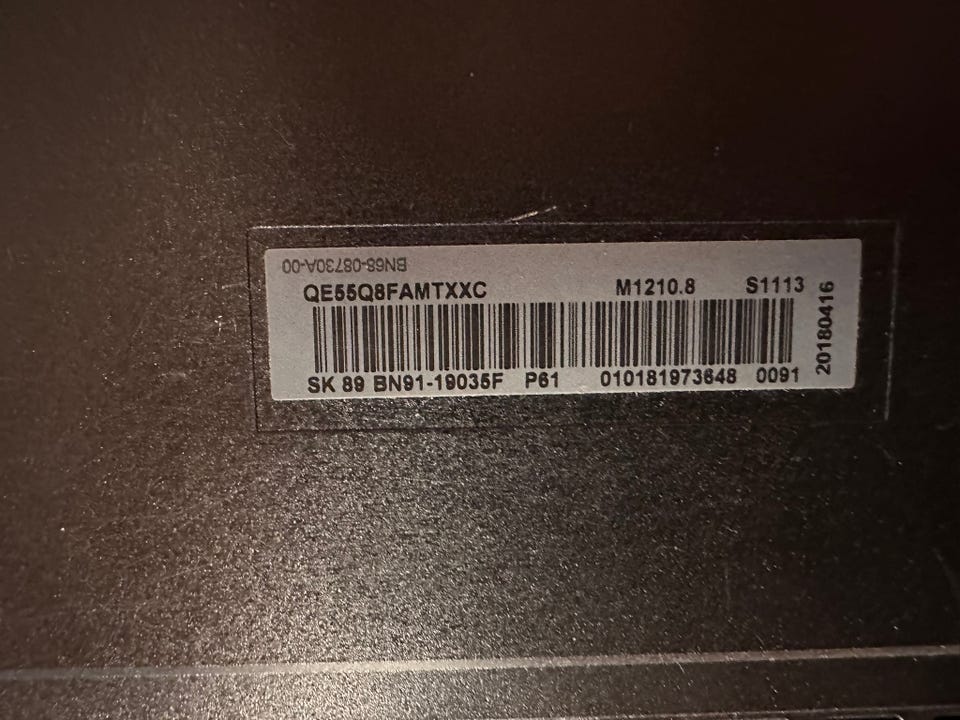 BN68-08730A-00
QE55Q8FAMTXXC M1210.8 S1113
SK 89 BN91-19035F P61 010181973648 0091
20180416